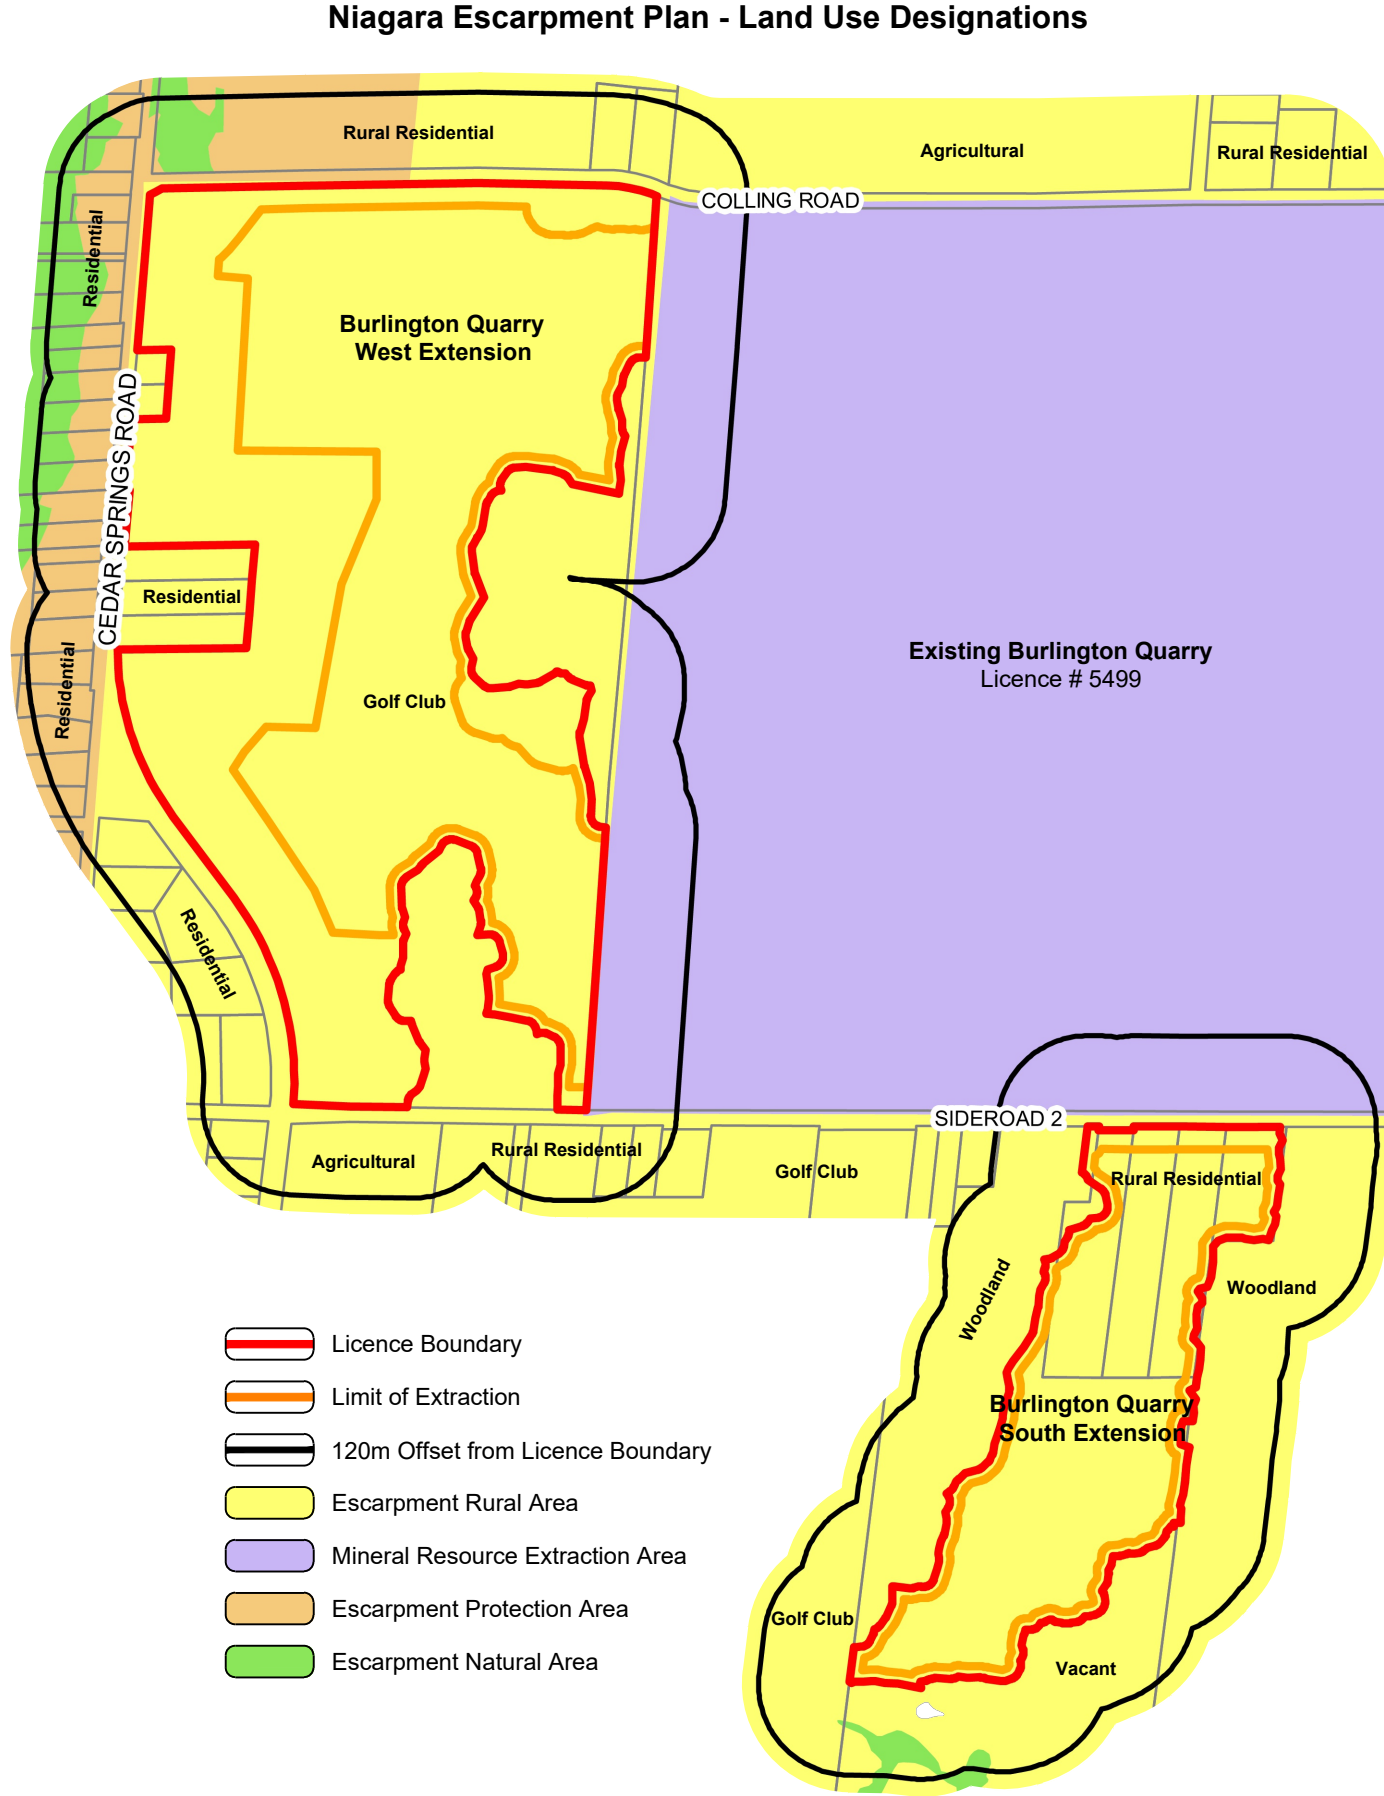 Niagara Escarpment Plan - Land Use Designations
Rural Residential
Agricultural
Rural Residential
COLLING ROAD
Residential
Burlington Quarry
West Extension
CEDAR SPRINGS ROAD
Residential
Residential
Golf Club
Existing Burlington Quarry
Licence # 5499
Residential
SIDEROAD 2
Agricultural
Rural Residential
Golf Club
Rural Residential
Woodland
Woodland
Burlington Quarry
South Extension
Golf Club
Vacant
Licence Boundary
Limit of Extraction
120m Offset from Licence Boundary
Escarpment Rural Area
Mineral Resource Extraction Area
Escarpment Protection Area
Escarpment Natural Area